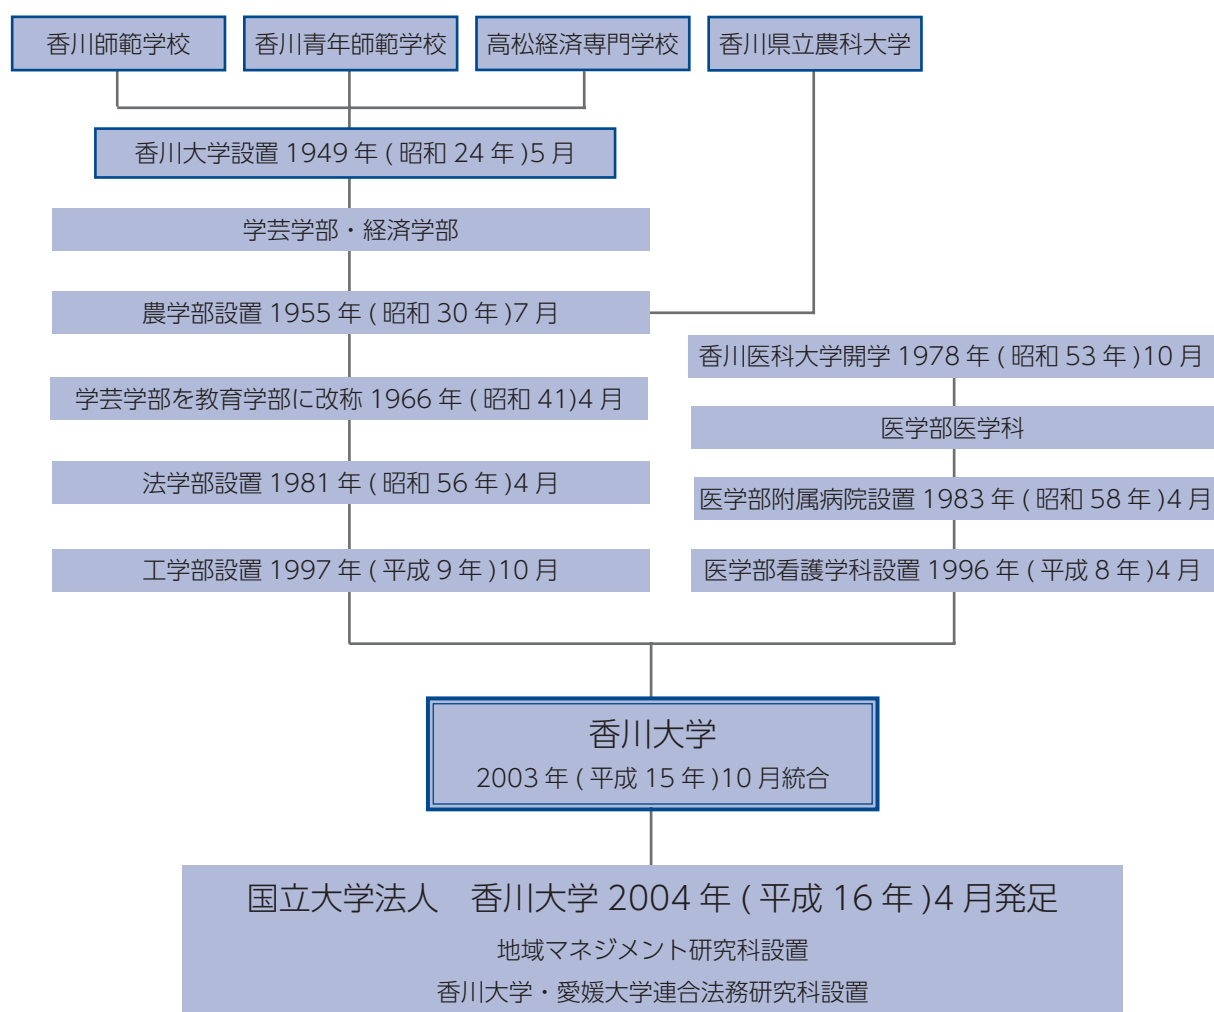 香川師範学校
香川青年師範学校
高松経済専門学校
香川県立農科大学
香川大学設置 1949 年 ( 昭和 24 年 )5 月
学芸学部・経済学部
農学部設置 1955 年 ( 昭和 30 年 )7 月
学芸学部を教育学部に改称 1966 年 ( 昭和 41)4 月
法学部設置 1981 年 ( 昭和 56 年 )4 月
工学部設置 1997 年 ( 平成 9 年 )10 月
香川医科大学開学 1978 年 ( 昭和 53 年 )10 月
医学部医学科
医学部附属病院設置 1983 年 ( 昭和 58 年 )4 月
医学部看護学科設置 1996 年 ( 平成 8 年 )4 月
香川大学
2003 年 ( 平成 15 年 )10 月統合
国立大学法人　香川大学 2004 年 ( 平成 16 年 )4 月発足
地域マネジメント研究科設置
香川大学・愛媛大学連合法務研究科設置